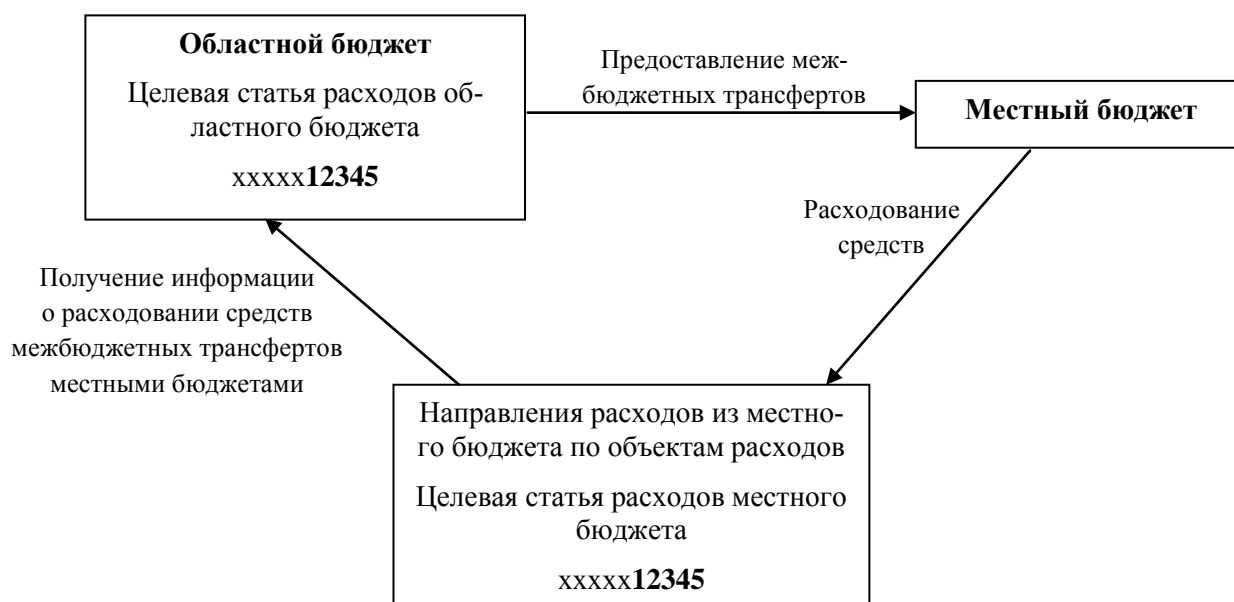 Областной бюджет
Целевая статья расходов об-
ластного бюджета
xxxxx12345
Предоставление меж-
бюджетных трансфертов
Местный бюджет
Расходование
средств
Получение информации
о расходовании средств
межбюджетных трансфертов
местными бюджетами
Направления расходов из местно-
го бюджета по объектам расходов
Целевая статья расходов местного
бюджета
xxxxx12345